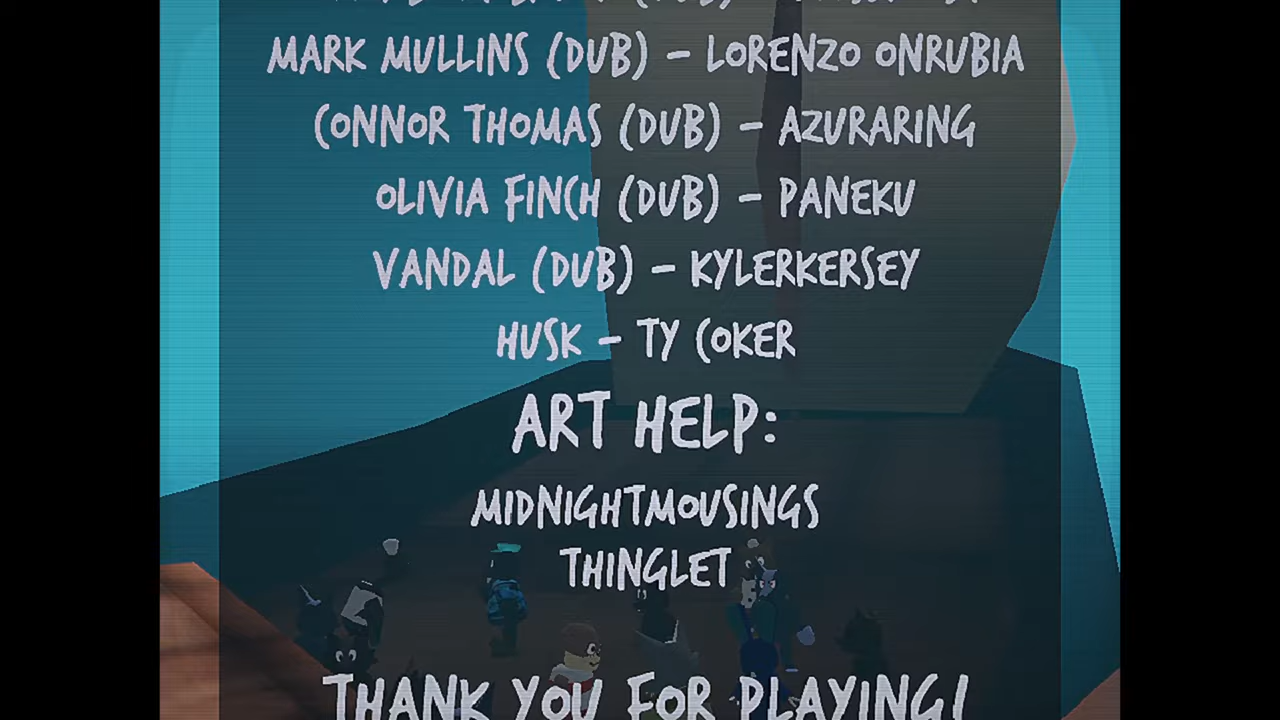 MARK MULLINS (DUB) - LORENZO ONRUBIA
CONNOR THOMAS (DUB) - AZURARING
OLIVIA FINCH (DUB) - PANEKU
VANDAL (DUB) - KYLERKERSEY
HUSK - TY COKER
ART HELP:
MIDNIGHTMOUSINGS
THINGLET
THANK YOU FOR PLAYING!